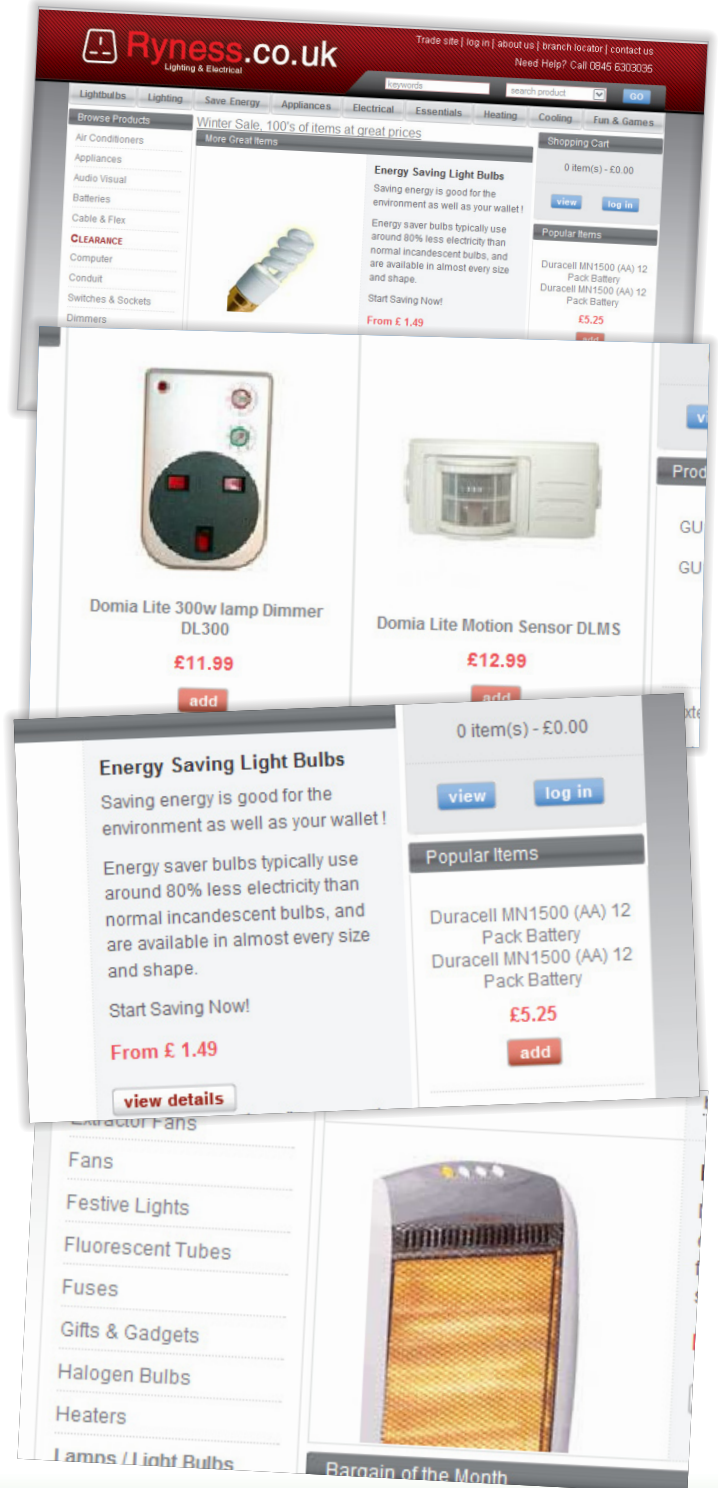 Ryness.co.uk
Lighting & Electrical
Trade site | log in | about us | branch locator | contact us
Need Help? Call 0845 6303035
keywords
search product
GO
Lightbulbs
Lighting
Save Energy
Appliances
Electrical
Essentials
Heating
Cooling
Fun & Games
Browse Products
Air Conditioners
Appliances
Audio Visual
Batteries
Cable & Flex
CLEARANCE
Computer
Conduit
Switches & Sockets
Dimmers
Winter Sale, 100's of items at great prices
More Great Items
Energy Saving Light Bulbs
Saving energy is good for the
environment as well as your wallet !
Energy saver bulbs typically use
around 80% less electricity than
normal incandescent bulbs, and
are available in almost every size
and shape.
Start Saving Now!
From £ 1.49
Shopping Cart
0 item(s) - £0.00
view
log in
Popular Items
Duracell MN1500 (AA) 12
Pack Battery
Duracell MN1500 (AA) 12
Pack Battery
£5.25
add
Domia Lite 300w lamp Dimmer
DL300
£11.99
add
Domia Lite Motion Sensor DLMS
£12.99
add
Prod
GU
GU
Energy Saving Light Bulbs
Saving energy is good for the
environment as well as your wallet !
Energy saver bulbs typically use
around 80% less electricity than
normal incandescent bulbs, and
are available in almost every size
and shape.
Start Saving Now!
From £ 1.49
view details
0 item(s) - £0.00
view
log in
Popular Items
Duracell MN1500 (AA) 12
Pack Battery
Duracell MN1500 (AA) 12
Pack Battery
£5.25
add
Extractor Fans
Fans
Festive Lights
Fluorescent Tubes
Fuses
Gifts & Gadgets
Halogen Bulbs
Heaters
Lamps / Light Bulbs
Bargain of the Month